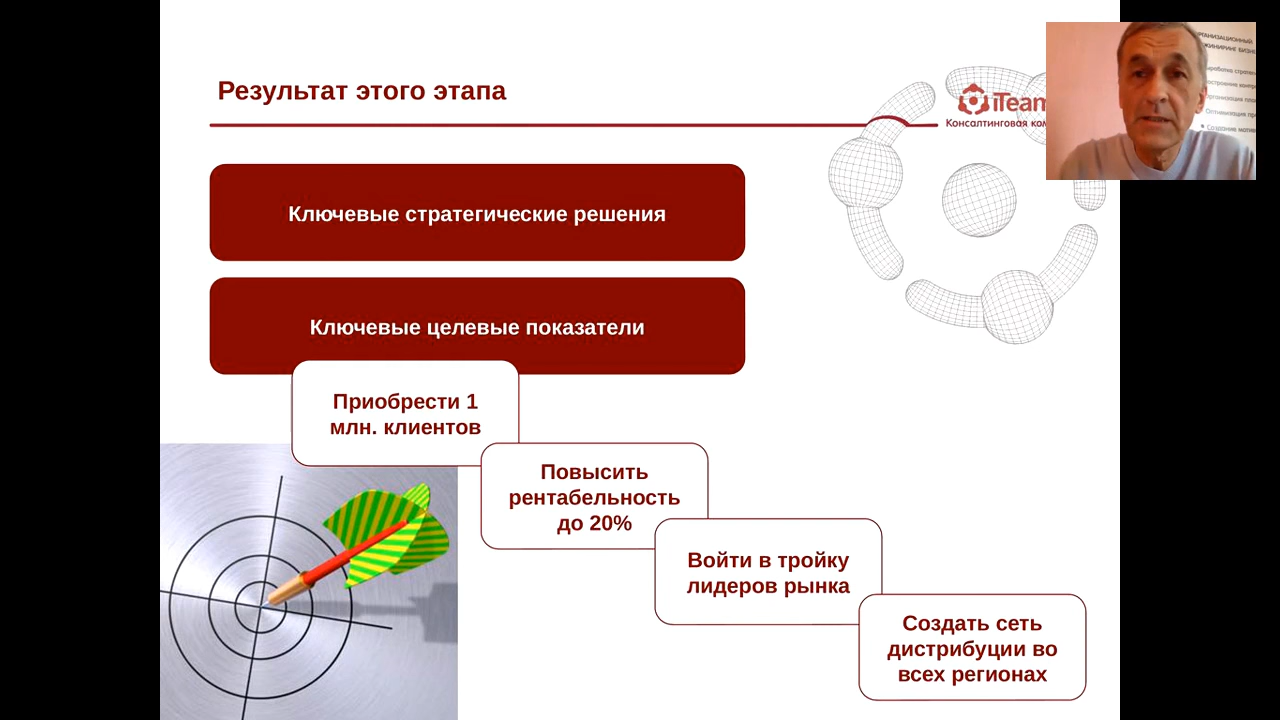 Результат этого этапа
iTeam
Консалтинговая
Ключевые стратегические решения
Ключевые целевые показатели
Приобрести 1
млн. клиентов
Повысить
рентабельность
до 20%
Войти в тройку
лидеров рынка
Создать сеть
дистрибуции во
всех регионах